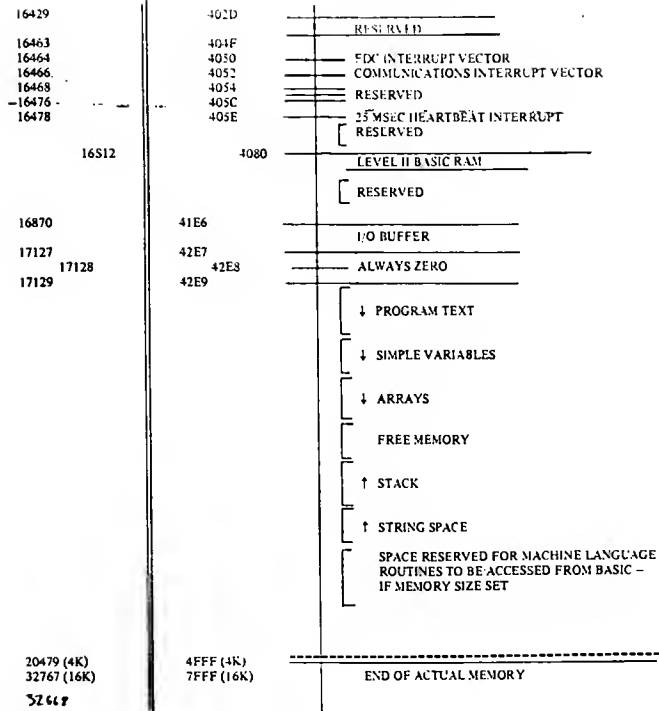 16429 402D
RESERVED
16463 404F
16464 4050 FDC INTERRUPT VECTOR
16466. 4052 COMMUNICATIONS INTERRUPT VECTOR
16468 4054
RESERVED
16476 405C
16478 405E 25 MSEC HEARTBEAT INTERRUPT
RESERVED
16512 4080
LEVEL II BASIC RAM
RESERVED
16870 41E6
I/O BUFFER
17127 42E7
17128 42E8 ALWAYS ZERO
17129 42E9
↓ PROGRAM TEXT
↓ SIMPLE VARIABLES
↓ ARRAYS
FREE MEMORY
↑ STACK
↑ STRING SPACE
SPACE RESERVED FOR MACHINE LANGUAGE
ROUTINES TO BE ACCESSED FROM BASIC –
IF MEMORY SIZE SET
20479 (4K) 4FFF (4K)
32767 (16K) 7FFF (16K) END OF ACTUAL MEMORY